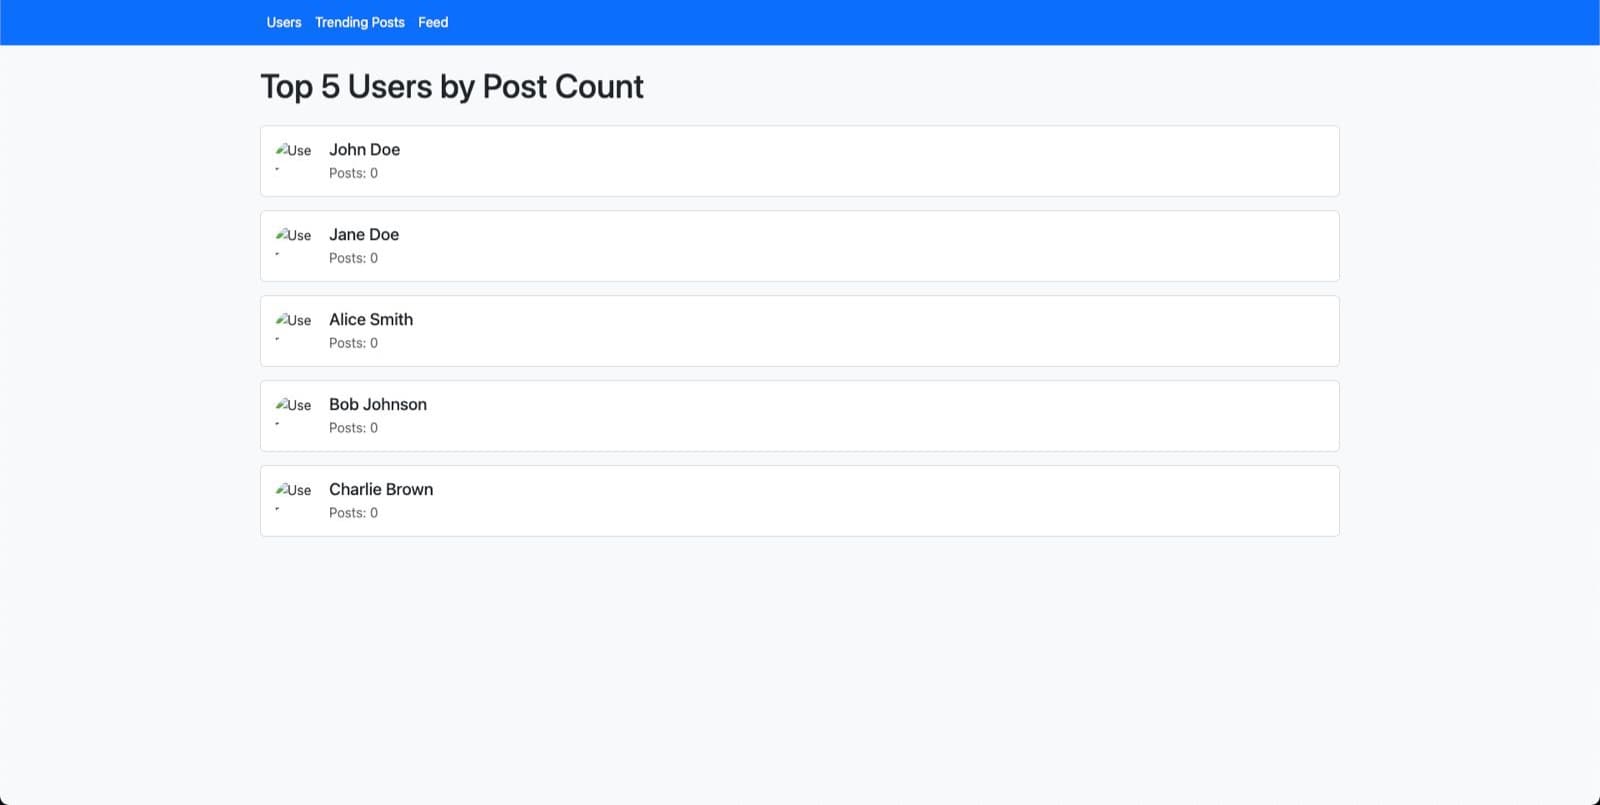 Users Trending Posts Feed
Top 5 Users by Post Count
Use
John Doe
Posts: 0
Use
Jane Doe
Posts: 0
Use
Alice Smith
Posts: 0
Use
Bob Johnson
Posts: 0
Use
Charlie Brown
Posts: 0